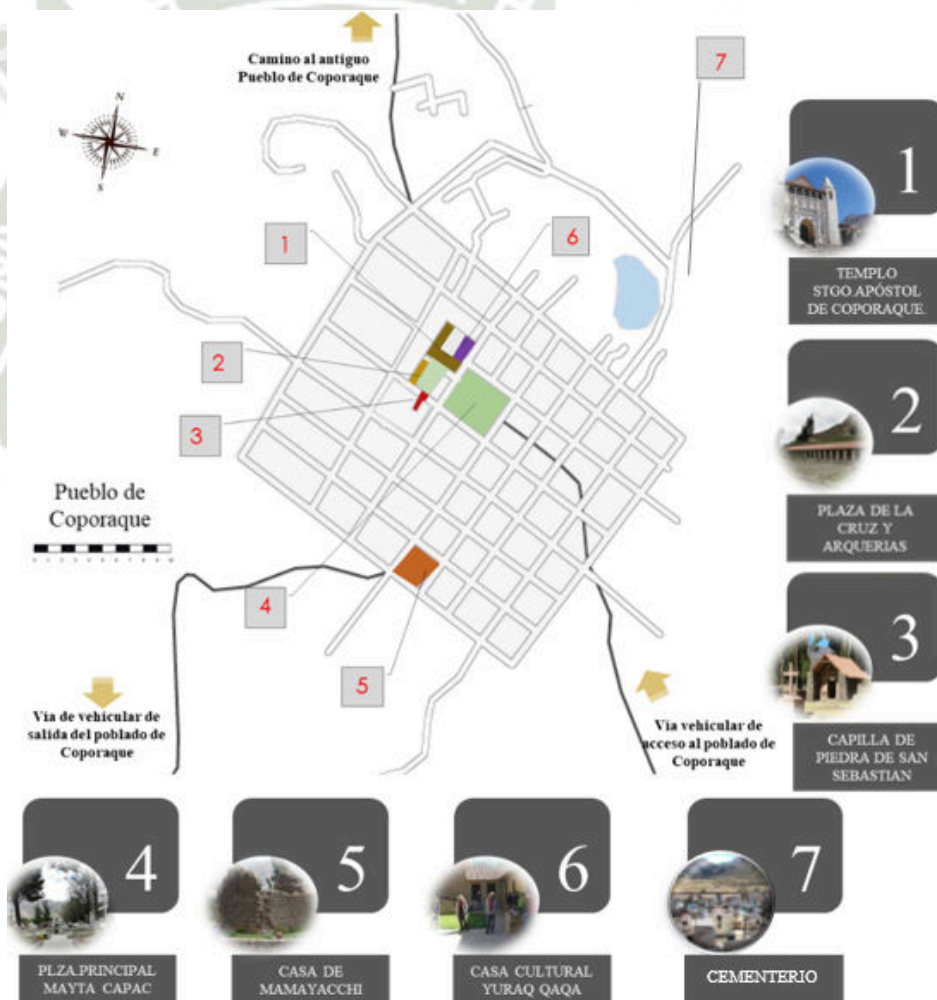 Camino al antiguo
Pueblo de Coporaque
N
W
E
S
7
1
6
2
3
4
5
Pueblo de
Coporaque
Vía de vehicular de
salida del poblado de
Coporaque
Vía vehicular de
acceso al poblado de
Coporaque
1
TEMPLO
STGO.APÓSTOL
DE COPORAQUE.
2
PLAZA DE LA
CRUZ Y
ARQUERIAS
3
CAPILLA DE
PIEDRA DE SAN
SEBASTIAN
4
PLZA.PRINCIPAL
MAYTA CAPAC
5
CASA DE
MAMAYACCHI
6
CASA CULTURAL
YURAQ QAQA
7
CEMENTERIO